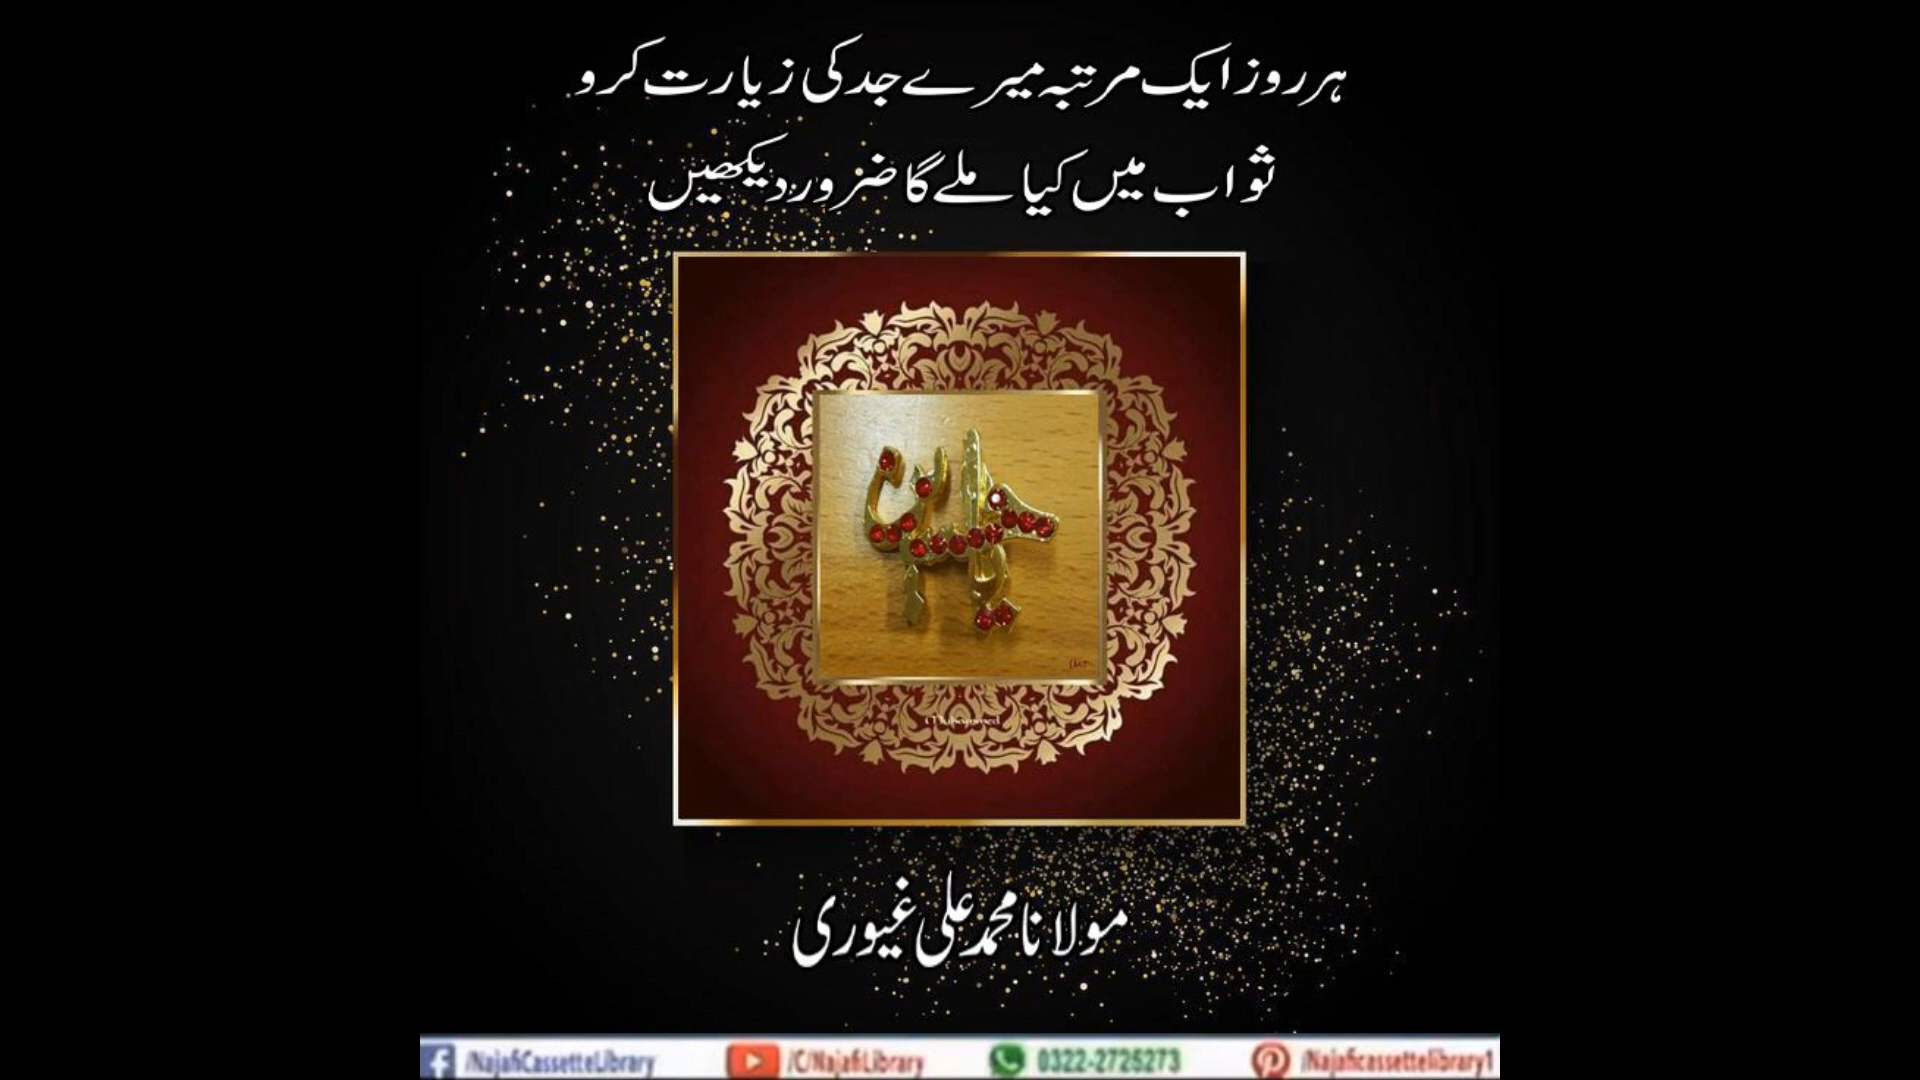 ہر روز ایک مرتبہ میرے جد کی زیارت کرو
ثواب میں کیا ملے گا ضرور دیکھیں
Muhammed
مولانا محمد علی غیوری
/NajafiCassetteLibrary /C/NajafiLibrary 0322-2725273 /Najaficassettelibrary1